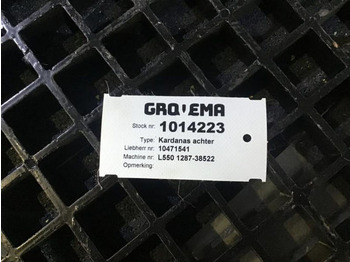 GROVEMA
Stock nr: 1014223
Type: Kardanas achter
Liebherr nr: 10471541
Machine nr: L550 1287-38522
Opmerking: